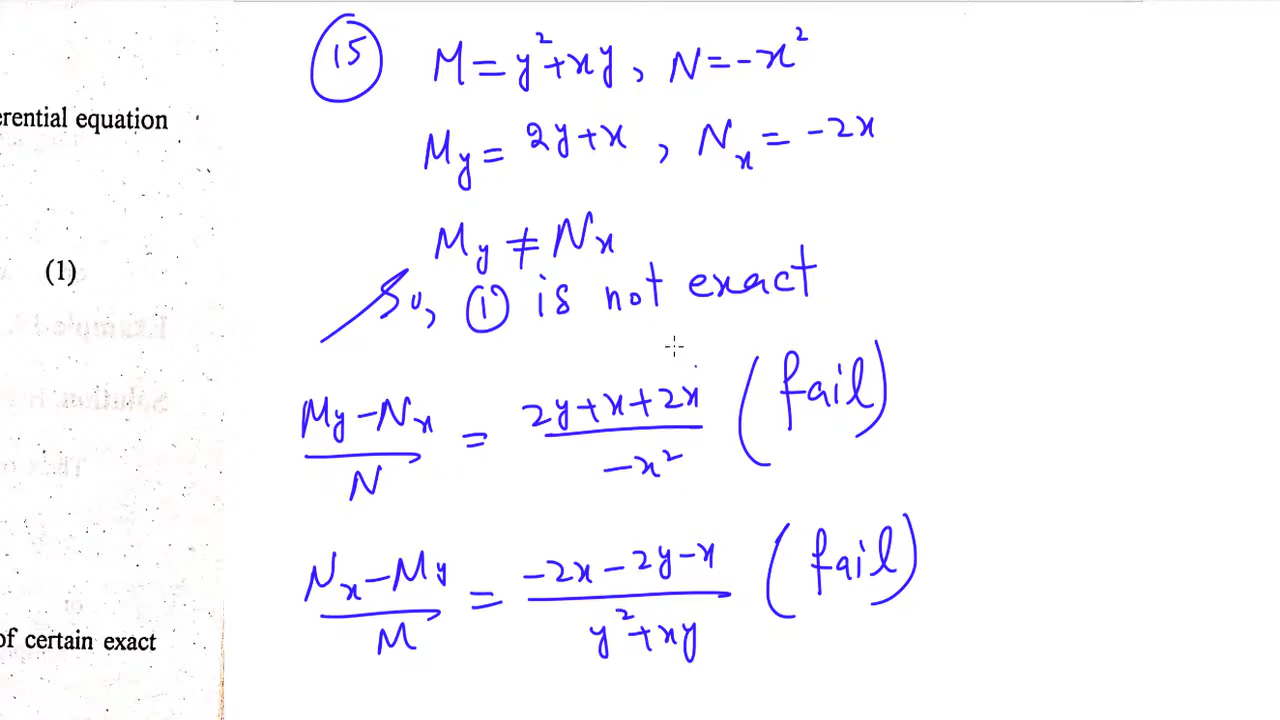 erential equation
(1)
of certain exact
15 M = y²+xy, N = -x²
My = 2y+x, Nx = -2x
My ≠ Nx
So, ① is not exact
My-Nx / N = 2y+x+2x / -x² (fail)
Nx-My / M = -2x-2y-x / y²+xy (fail)